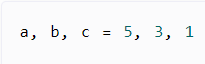 a, b, c = 5, 3, 1